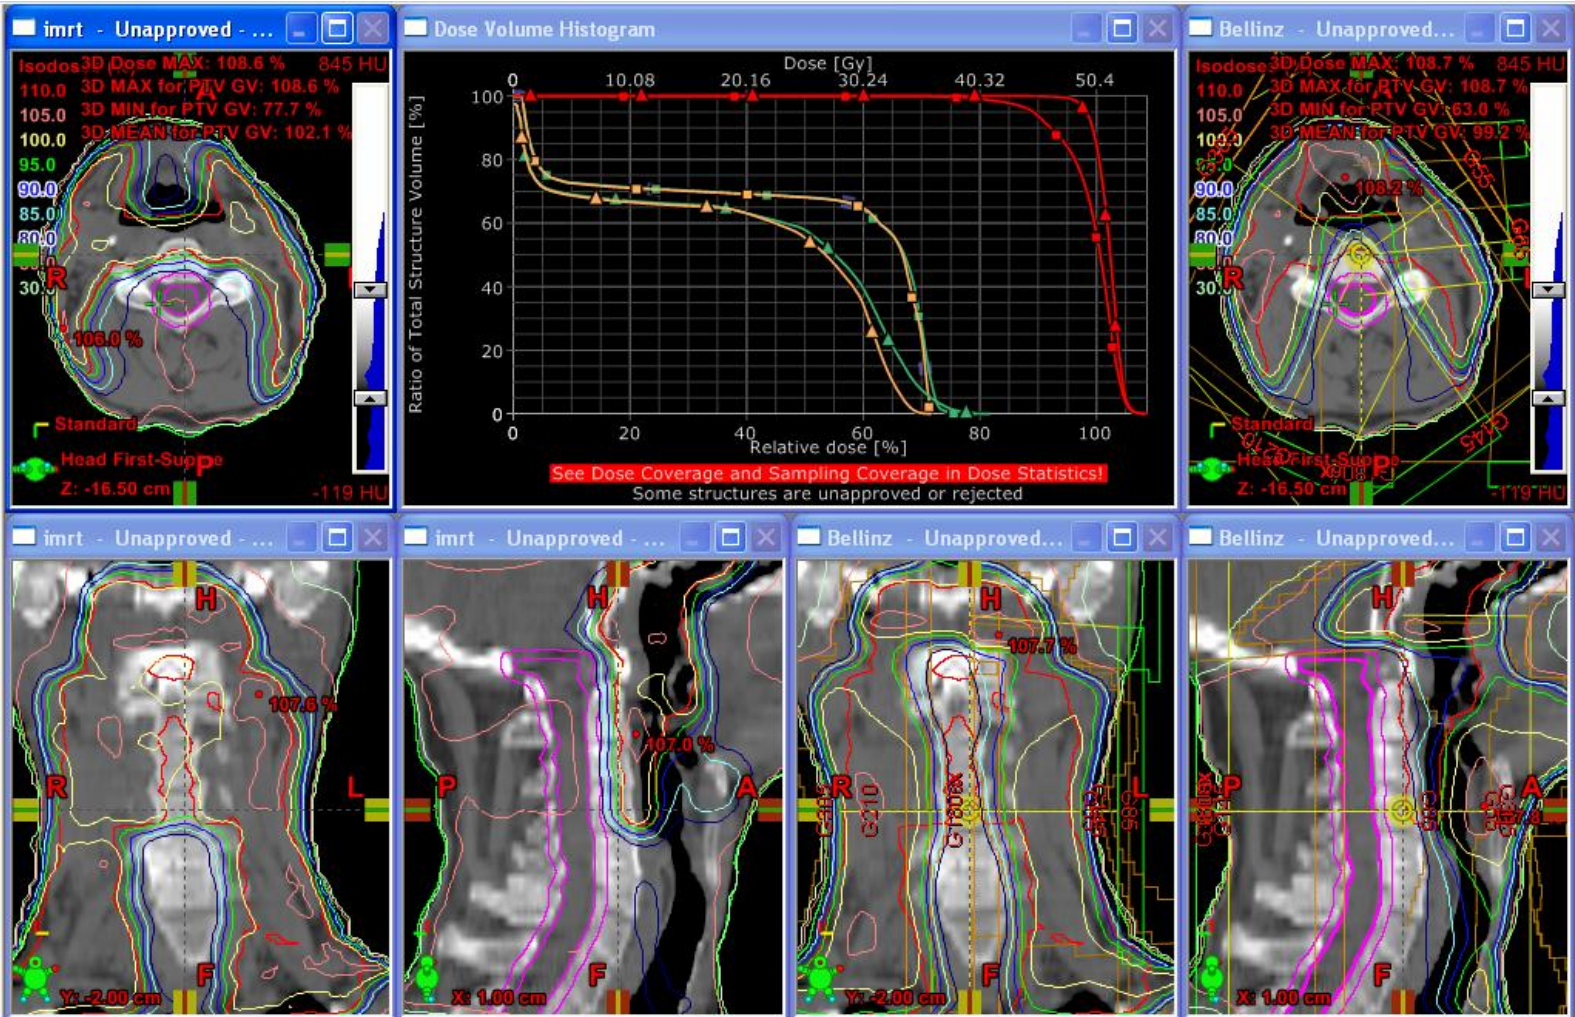 imrt - Unapproved - ...
Isodos
3D Dose MAX: 108.6 %
845 HU
110.0
3D MAX for PTV GV: 108.6 %
105.0
3D MIN for PTV GV: 77.7 %
100.0
3D MEAN for PTV GV: 102.1 %
95.0
90.0
85.0
80.0
R
30.
106.0 %
Standard
Head First-Supine
P
Z: -16.50 cm
-119 HU
Dose Volume Histogram
Dose [Gy]
0 10.08 20.16 30.24 40.32 50.4
Ratio of Total Structure Volume [%]
100
80
60
40
20
0
0 20 40 60 80 100
Relative dose [%]
See Dose Coverage and Sampling Coverage in Dose Statistics!
Some structures are unapproved or rejected
Bellinz - Unapproved...
Isodose
3D Dose MAX: 108.7 %
845 HU
110.0
3D MAX for PTV GV: 108.7 %
105.0
3D MIN for PTV GV: 63.0 %
100.0
3D MEAN for PTV GV: 99.2 %
90.0
85.0
80.0
G55
108.2 %
R
30.
Standard
G145
Head First-Supine
P
Z: -16.50 cm
-119 HU
imrt - Unapproved - ...
H
107.6 %
R
L
F
Y: -2.00 cm
imrt - Unapproved - ...
H
107.0 %
P
A
F
X: 1.00 cm
Bellinz - Unapproved...
H
107.7 %
R
L
G310
G180sx
F
Y: -2.00 cm
Bellinz - Unapproved...
H
P
A
F
X: 1.00 cm